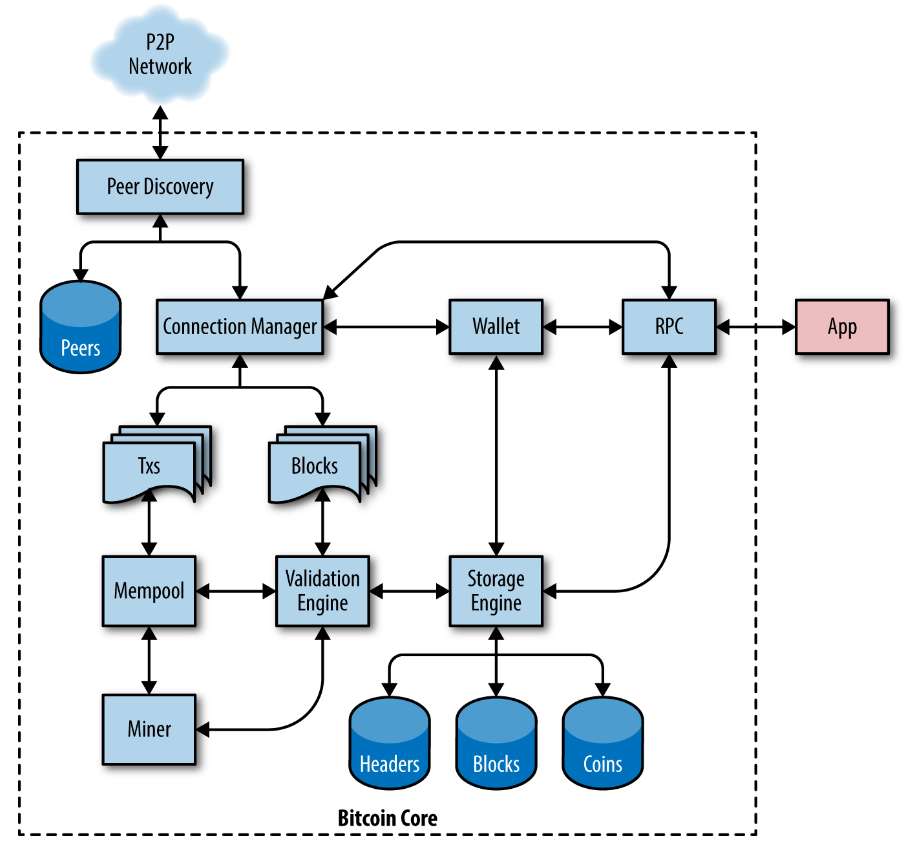 P2P
Network
Peer Discovery
Peers
Connection Manager
Wallet
RPC
App
Txs
Blocks
Mempool
Validation
Engine
Storage
Engine
Miner
Headers
Blocks
Coins
Bitcoin Core